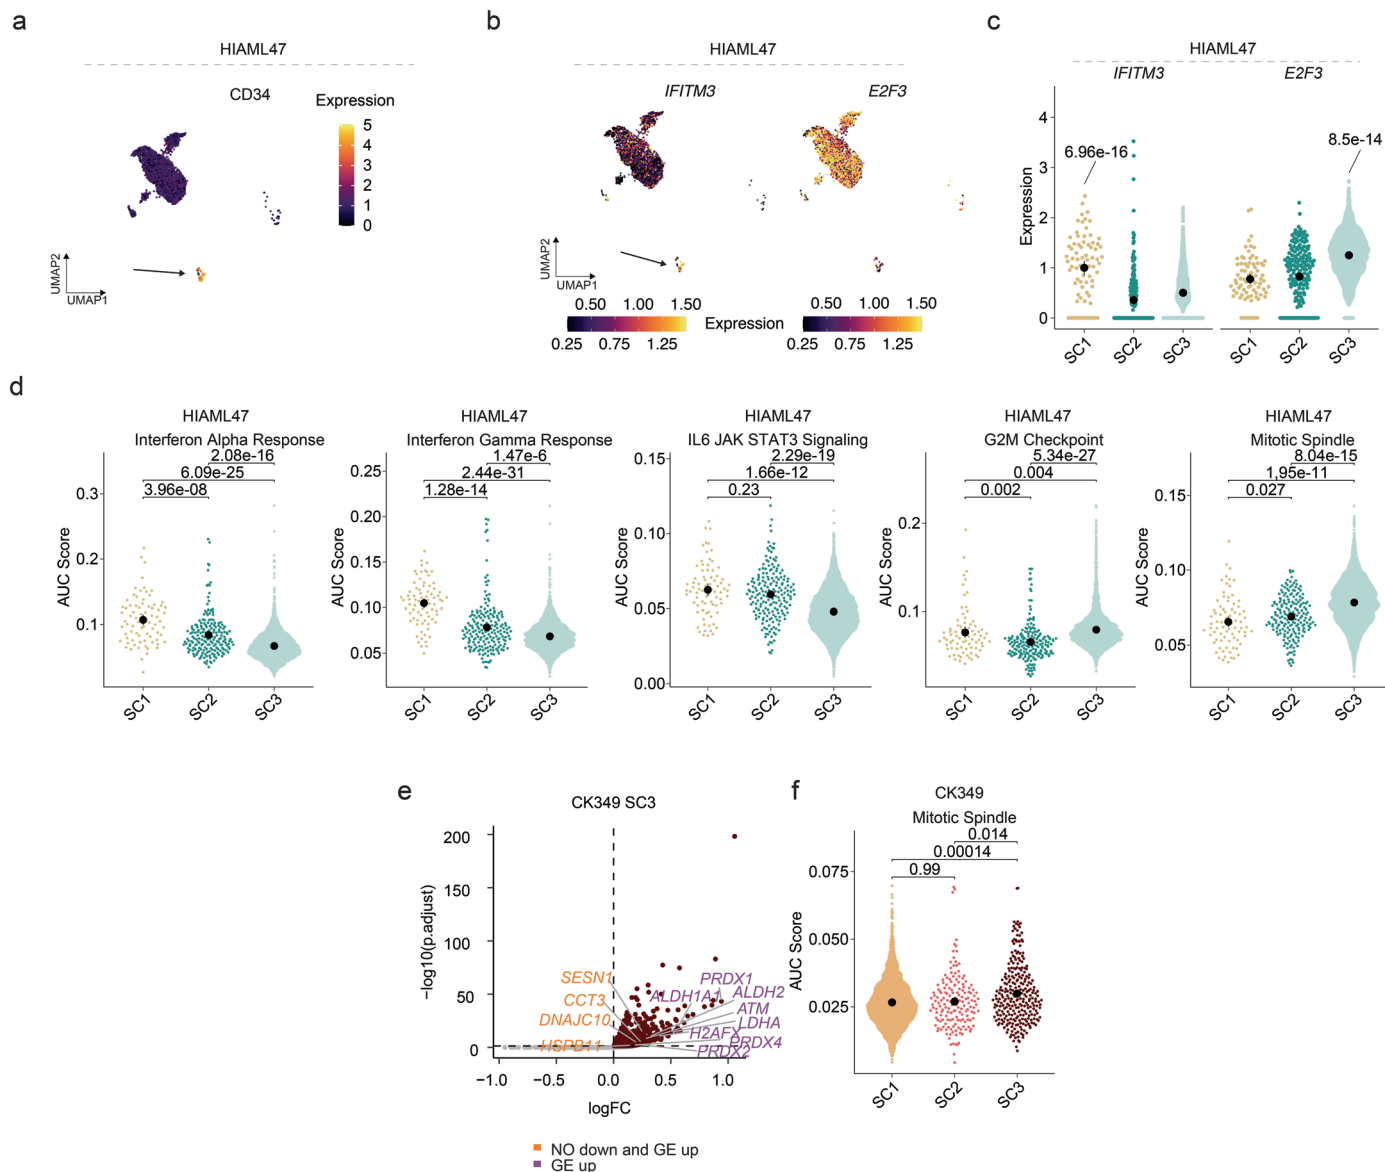 a
HIAML47
CD34
Expression
5
4
3
2
1
0
UMAP2
UMAP1
b
HIAML47
IFITM3
E2F3
UMAP2
UMAP1
0.50 1.00 1.50
0.25 0.75 1.25
Expression
0.50 1.00 1.50
0.25 0.75 1.25
c
HIAML47
IFITM3
E2F3
Expression
4
3
2
1
0
6.96e-16
8.5e-14
SC1 SC2 SC3 SC1 SC2 SC3
d
HIAML47
Interferon Alpha Response
2.08e-16
6.09e-25
3.96e-08
AUC Score
0.3
0.2
0.1
SC1 SC2 SC3
HIAML47
Interferon Gamma Response
1.47e-6
2.44e-31
1.28e-14
AUC Score
0.25
0.20
0.15
0.10
0.05
SC1 SC2 SC3
HIAML47
IL6 JAK STAT3 Signaling
2.29e-19
1.66e-12
0.23
AUC Score
0.15
0.10
0.05
0.00
SC1 SC2 SC3
HIAML47
G2M Checkpoint
5.34e-27
0.004
0.002
AUC Score
0.2
0.1
SC1 SC2 SC3
HIAML47
Mitotic Spindle
8.04e-15
1,95e-11
0.027
AUC Score
0.15
0.10
0.05
SC1 SC2 SC3
e
CK349 SC3
−log10(p.adjust)
200
150
100
50
0
SESN1
CCT3
DNAJC10
HSPB11
PRDX1
ALDH1A1
ALDH2
ATM
LDHA
H2AFX
PRDX4
PRDX2
−1.0 −0.5 0.0 0.5 1.0
logFC
NO down and GE up
GE up
f
CK349
Mitotic Spindle
0.014
0.00014
0.99
AUC Score
0.075
0.050
0.025
SC1 SC2 SC3